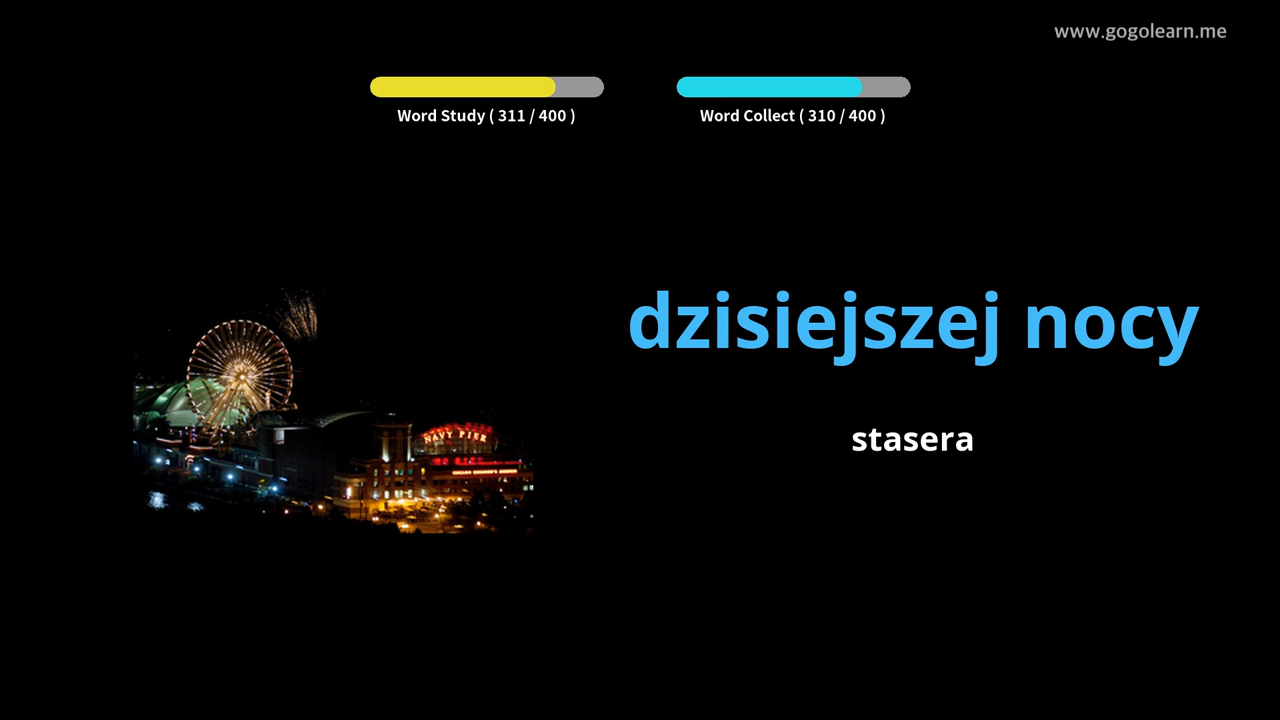 www.gogolearn.me
Word Study ( 311 / 400 )
Word Collect ( 310 / 400 )
dzisiejszej nocy
stasera
NAVY PIER